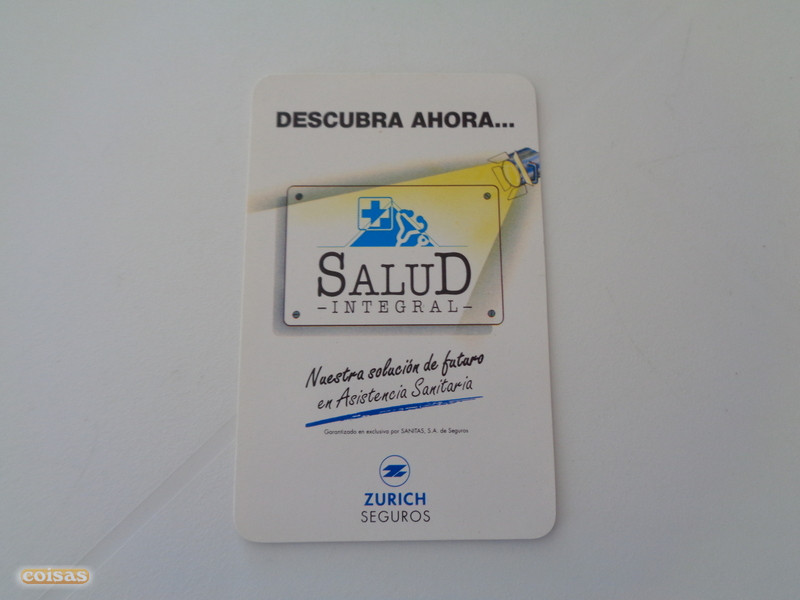 DESCUBRA AHORA...
SALUD
-INTEGRAL-
Nuestra solución de futuro
en Asistencia Sanitaria
Garantizado en exclusiva por SANITAS, S.A. de Seguros
ZURICH
SEGUROS
coisas